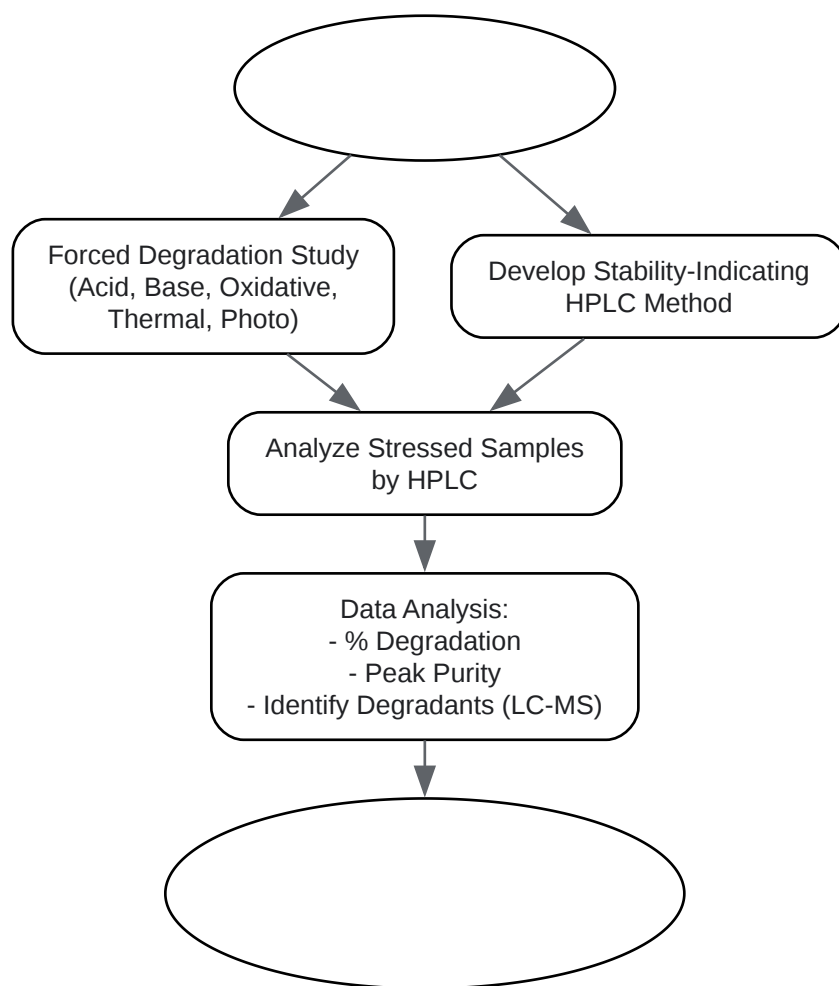 Forced Degradation Study
(Acid, Base, Oxidative,
Thermal, Photo)
Develop Stability-Indicating
HPLC Method
Analyze Stressed Samples
by HPLC
Data Analysis:
- % Degradation
- Peak Purity
- Identify Degradants (LC-MS)